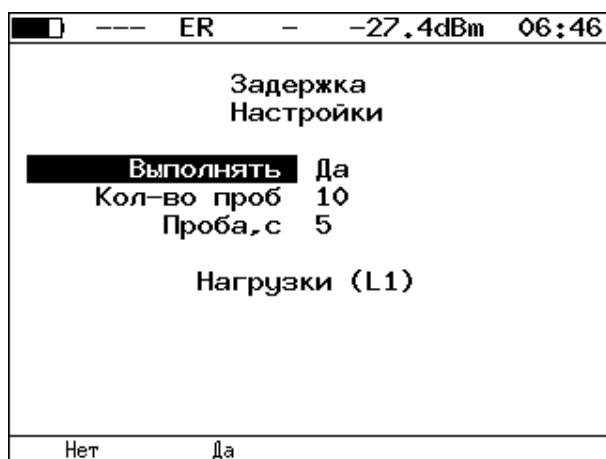 --- ER - -27.4dBm 06:46
Задержка
Настройки
Выполнять Да
Кол-во проб 10
Проба,с 5
Нагрузки (L1)
Нет Да